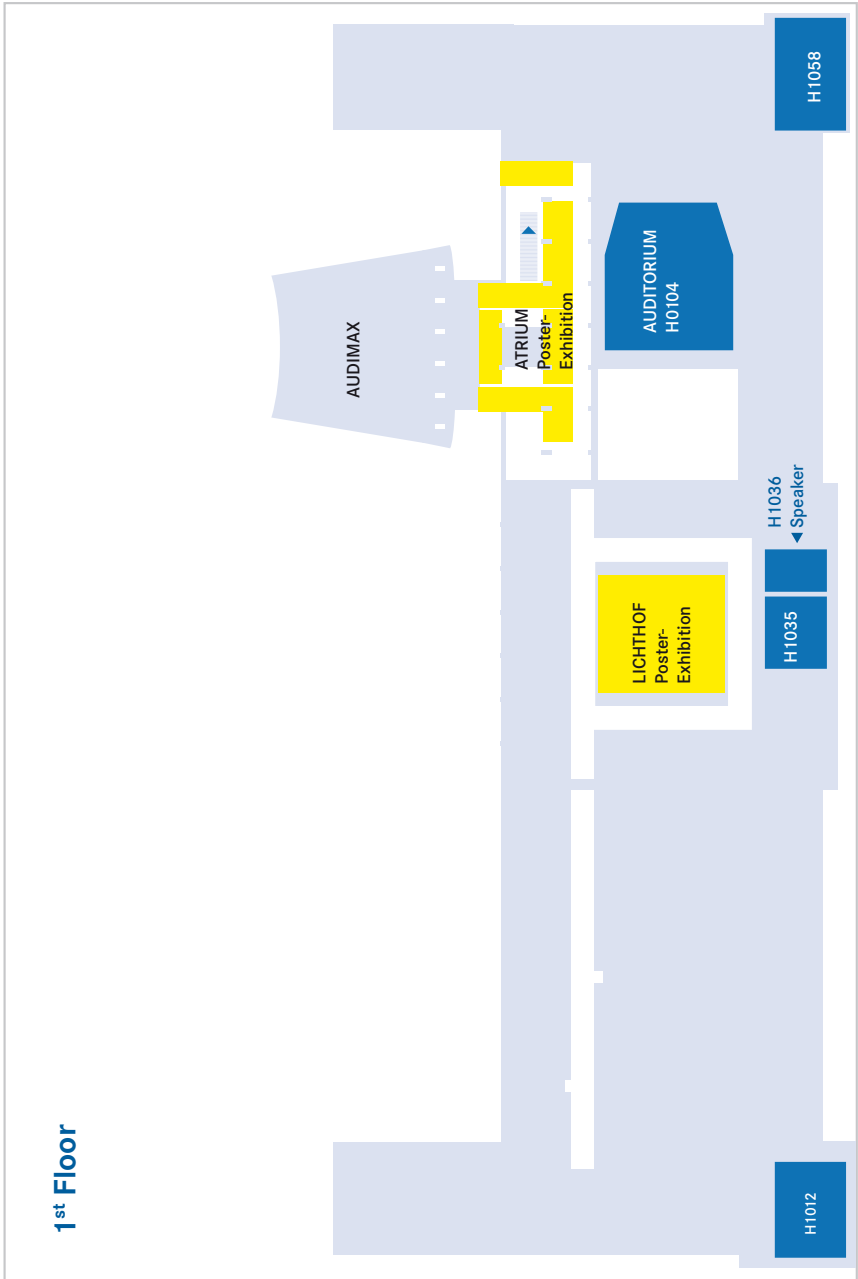 1st Floor
AUDIMAX
ATRIUM
Poster-
Exhibition
LICHTHOF
Poster-
Exhibition
AUDITORIUM
H0104
H1012
H1035
H1036
Speaker
H1058